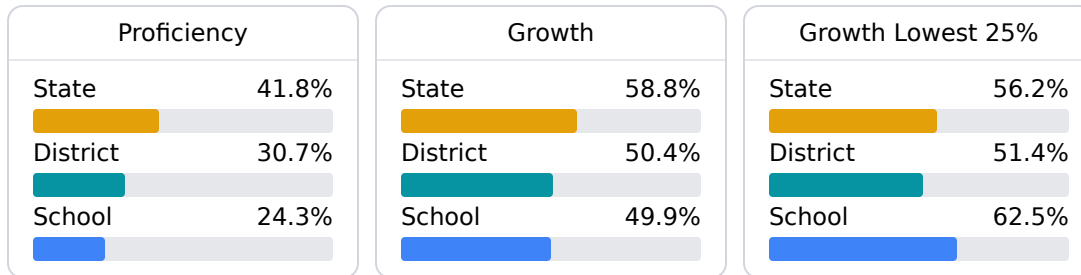 Proficiency
State 41.8%
District 30.7%
School 24.3%
Growth
State 58.8%
District 50.4%
School 49.9%
Growth Lowest 25%
State 56.2%
District 51.4%
School 62.5%